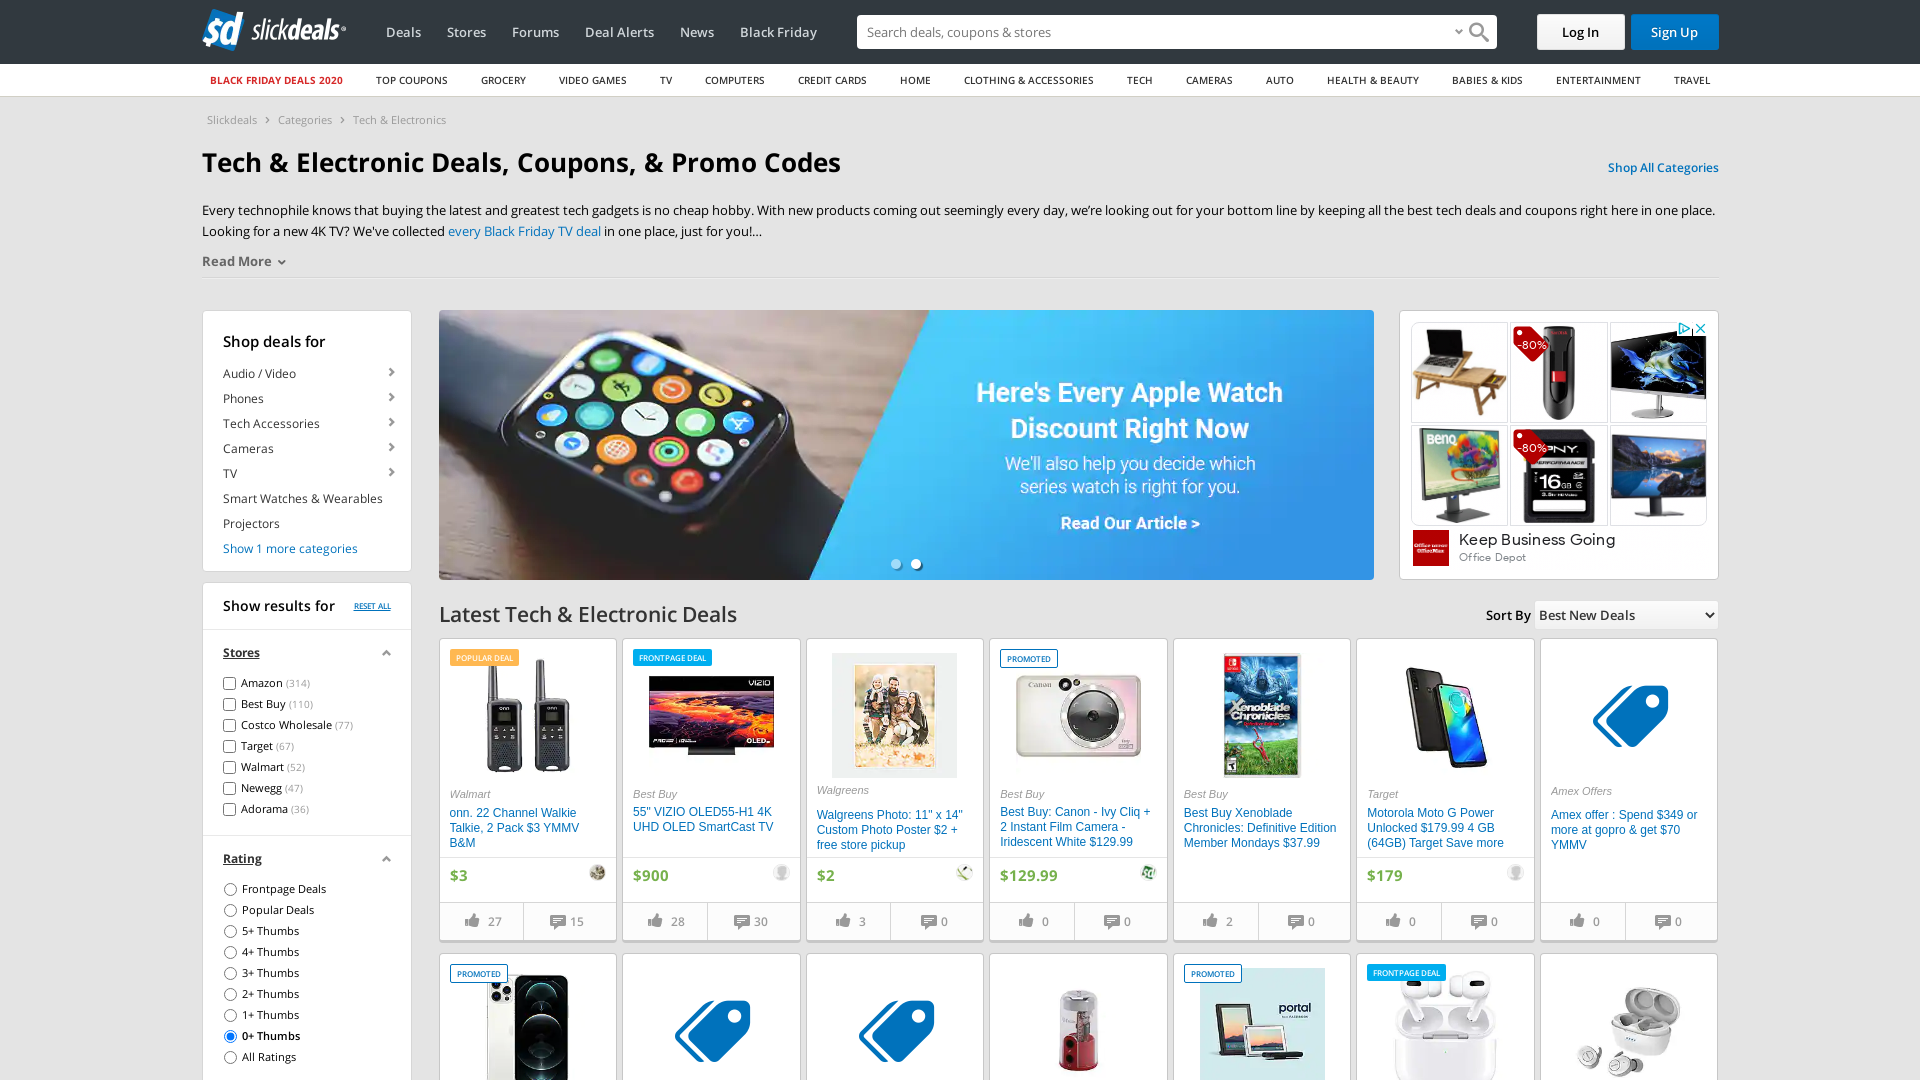 slickdeals
Deals
Stores
Forums
Deal Alerts
News
Black Friday
Search deals, coupons & stores
Log In
Sign Up
BLACK FRIDAY DEALS 2020
TOP COUPONS
GROCERY
VIDEO GAMES
TV
COMPUTERS
CREDIT CARDS
HOME
CLOTHING & ACCESSORIES
TECH
CAMERAS
AUTO
HEALTH & BEAUTY
BABIES & KIDS
ENTERTAINMENT
TRAVEL
Slickdeals > Categories > Tech & Electronics
Tech & Electronic Deals, Coupons, & Promo Codes
Shop All Categories
Every technophile knows that buying the latest and greatest tech gadgets is no cheap hobby. With new products coming out seemingly every day, we’re looking out for your bottom line by keeping all the best tech deals and coupons right here in one place.
Looking for a new 4K TV? We've collected every Black Friday TV deal in one place, just for you!…
Read More
Shop deals for
Audio / Video
Phones
Tech Accessories
Cameras
TV
Smart Watches & Wearables
Projectors
Show 1 more categories
Show results for
RESET ALL
Stores
Amazon (314)
Best Buy (110)
Costco Wholesale (77)
Target (67)
Walmart (52)
Newegg (47)
Adorama (36)
Rating
Frontpage Deals
Popular Deals
5+ Thumbs
4+ Thumbs
3+ Thumbs
2+ Thumbs
1+ Thumbs
0+ Thumbs
All Ratings
Here's Every Apple Watch
Discount Right Now
We'll also help you decide which
series watch is right for you.
Read Our Article >
-80%
BenQ
-80%
PNY.
PERFORMANCE
16GB
Office DEPOT
OfficeMax
Keep Business Going
Office Depot
Latest Tech & Electronic Deals
Sort By
Best New Deals
POPULAR DEAL
onn
Walmart
onn. 22 Channel Walkie
Talkie, 2 Pack $3 YMMV
B&M
$3
27
15
FRONTPAGE DEAL
VIZIO
OLED
Best Buy
55" VIZIO OLED55-H1 4K
UHD OLED SmartCast TV
$900
28
30
Walgreens
Walgreens Photo: 11" x 14"
Custom Photo Poster $2 +
free store pickup
$2
3
0
PROMOTED
Canon
Best Buy
Best Buy: Canon - Ivy Cliq +
2 Instant Film Camera -
Iridescent White $129.99
$129.99
0
0
Xenoblade
Chronicles
Best Buy
Best Buy Xenoblade
Chronicles: Definitive Edition
Member Mondays $37.99
2
0
Target
Motorola Moto G Power
Unlocked $179.99 4 GB
(64GB) Target Save more
$179
0
0
Amex offers
Amex offer : Spend $349 or
more at gopro & get $70
YMMV
0
0
PROMOTED
PROMOTED
portal
FRONTPAGE DEAL